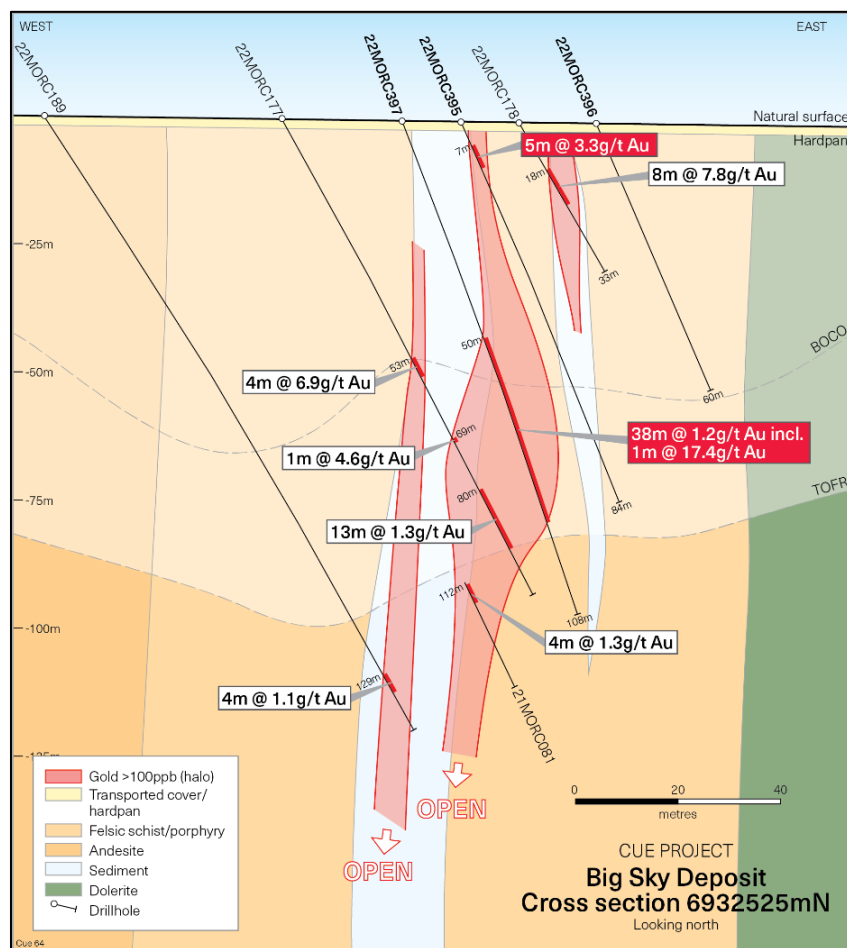 WEST
EAST
22MORC189
22MORC177
22MORC397
22MORC395
22MORC178
22MORC396
Natural surface
Hardpan
7m
5m @ 3.3g/t Au
18m
8m @ 7.8g/t Au
-25m
33m
BOCO
50m
53m
-50m
4m @ 6.9g/t Au
60m
69m
38m @ 1.2g/t Au incl.
1m @ 17.4g/t Au
1m @ 4.6g/t Au
TOFR
80m
-75m
84m
13m @ 1.3g/t Au
112m
108m
-100m
4m @ 1.3g/t Au
129m
4m @ 1.1g/t Au
21MORC081
-125m
Gold >100ppb (halo)
Transported cover/
hardpan
Felsic schist/porphyry
Andesite
Sediment
Dolerite
Drillhole
OPEN
OPEN
0 20 40
metres
CUE PROJECT
Big Sky Deposit
Cross section 6932525mN
Looking north
Cue 64